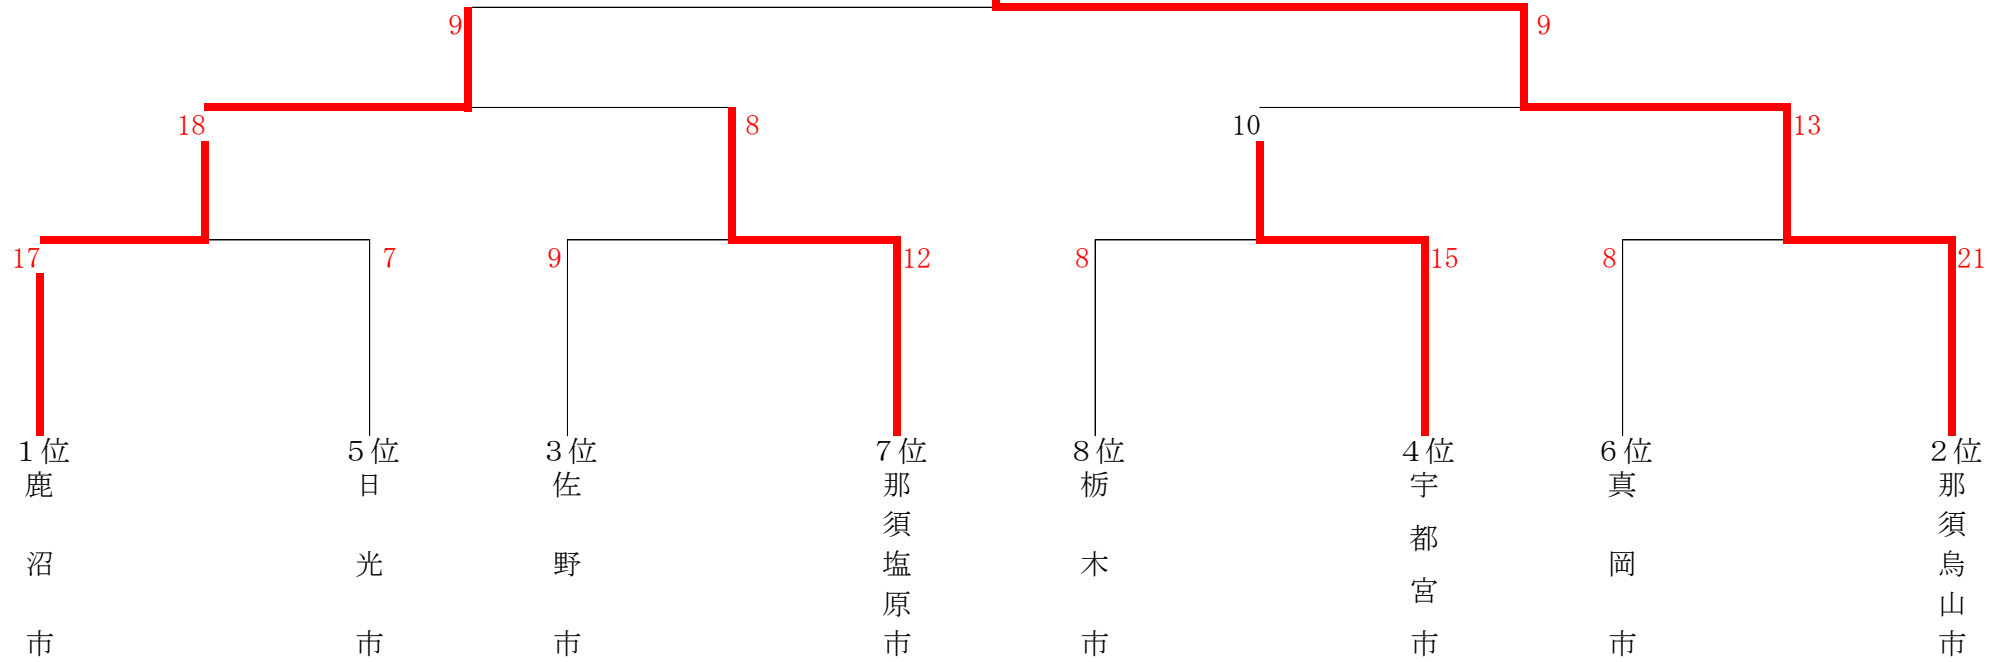 9 9
18 8 10 13
17 7 9 12 8 15 8 21
１位 ５位 ３位 ７位 ８位 ４位 ６位 ２位
鹿沼市
日光市
佐野市
那須塩原市
栃木市
宇都宮市
真岡市
那須烏山市